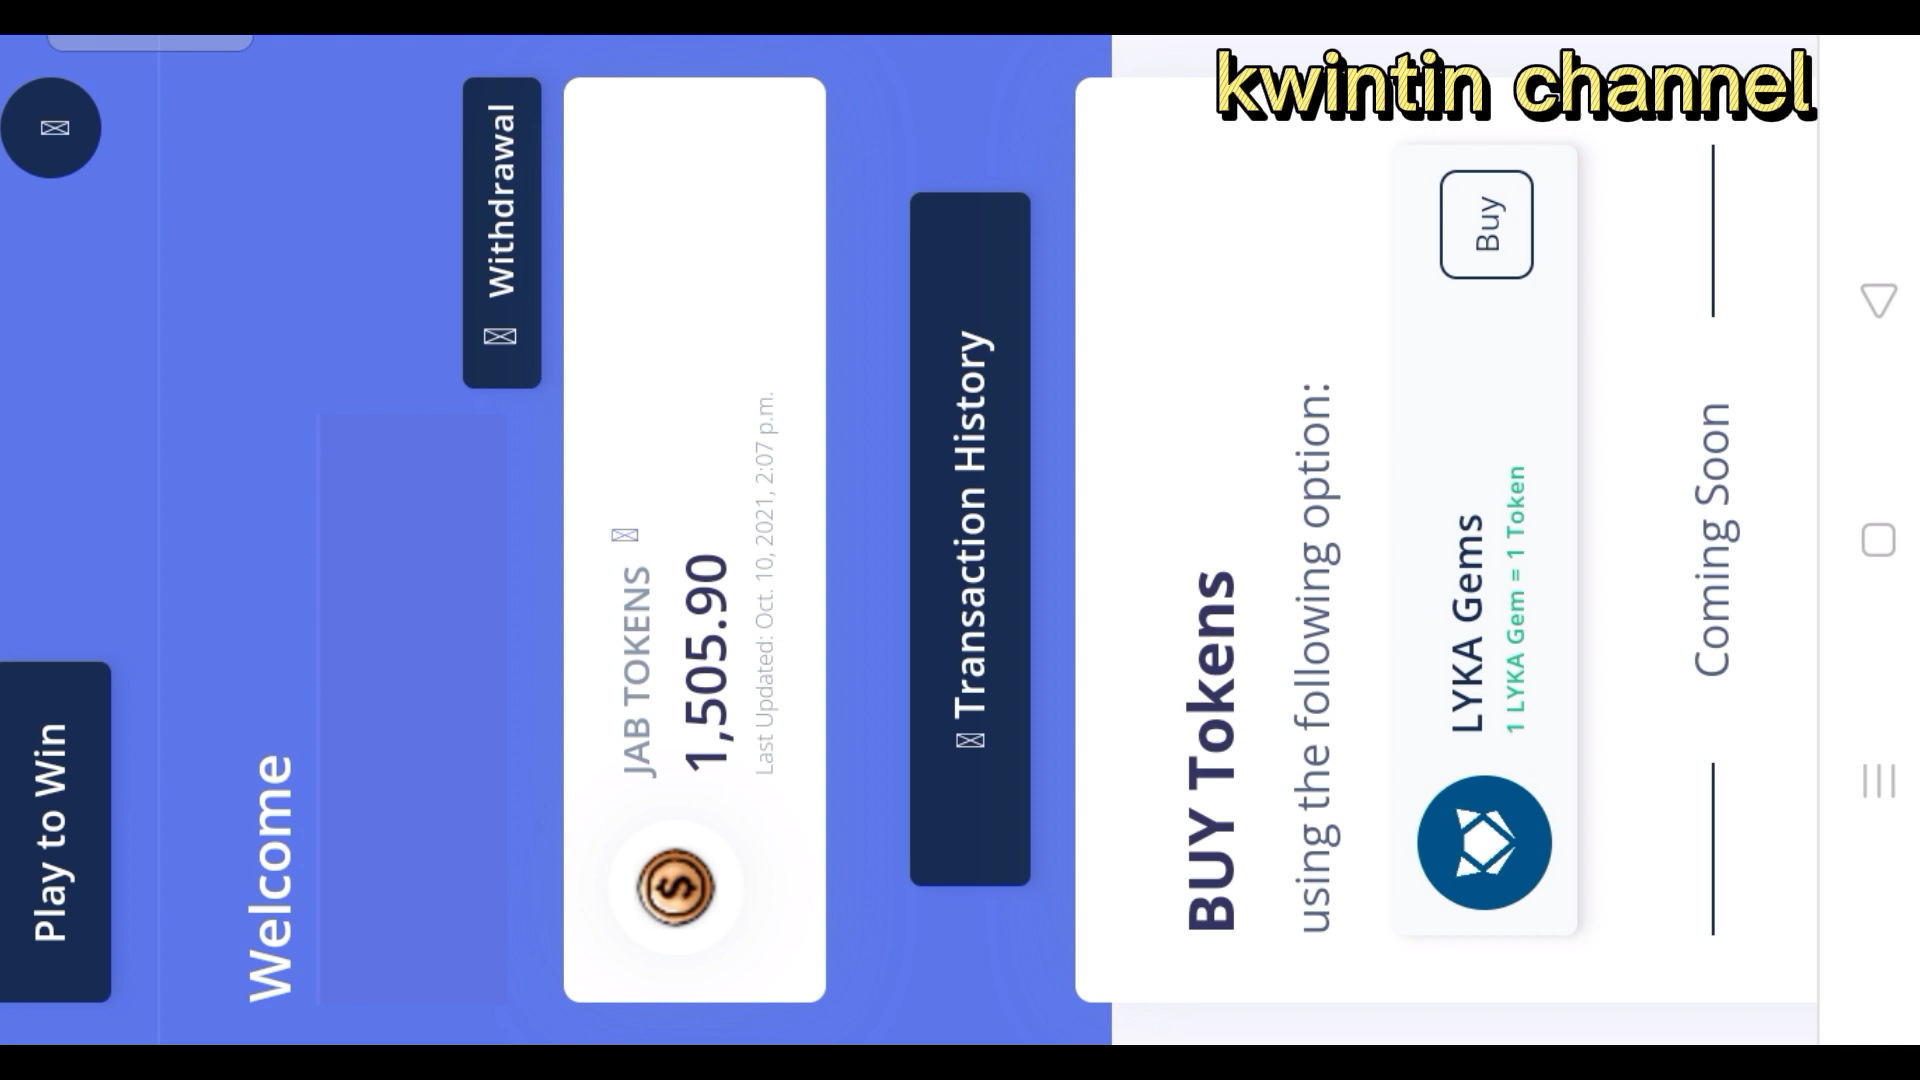 kwintin channel
Play to Win
Welcome
Withdrawal
JAB TOKENS
1,505.90
Last Updated: Oct. 10, 2021, 2:07 p.m.
Transaction History
BUY Tokens
using the following option:
LYKA Gems
1 LYKA Gem = 1 Token
Buy
Coming Soon